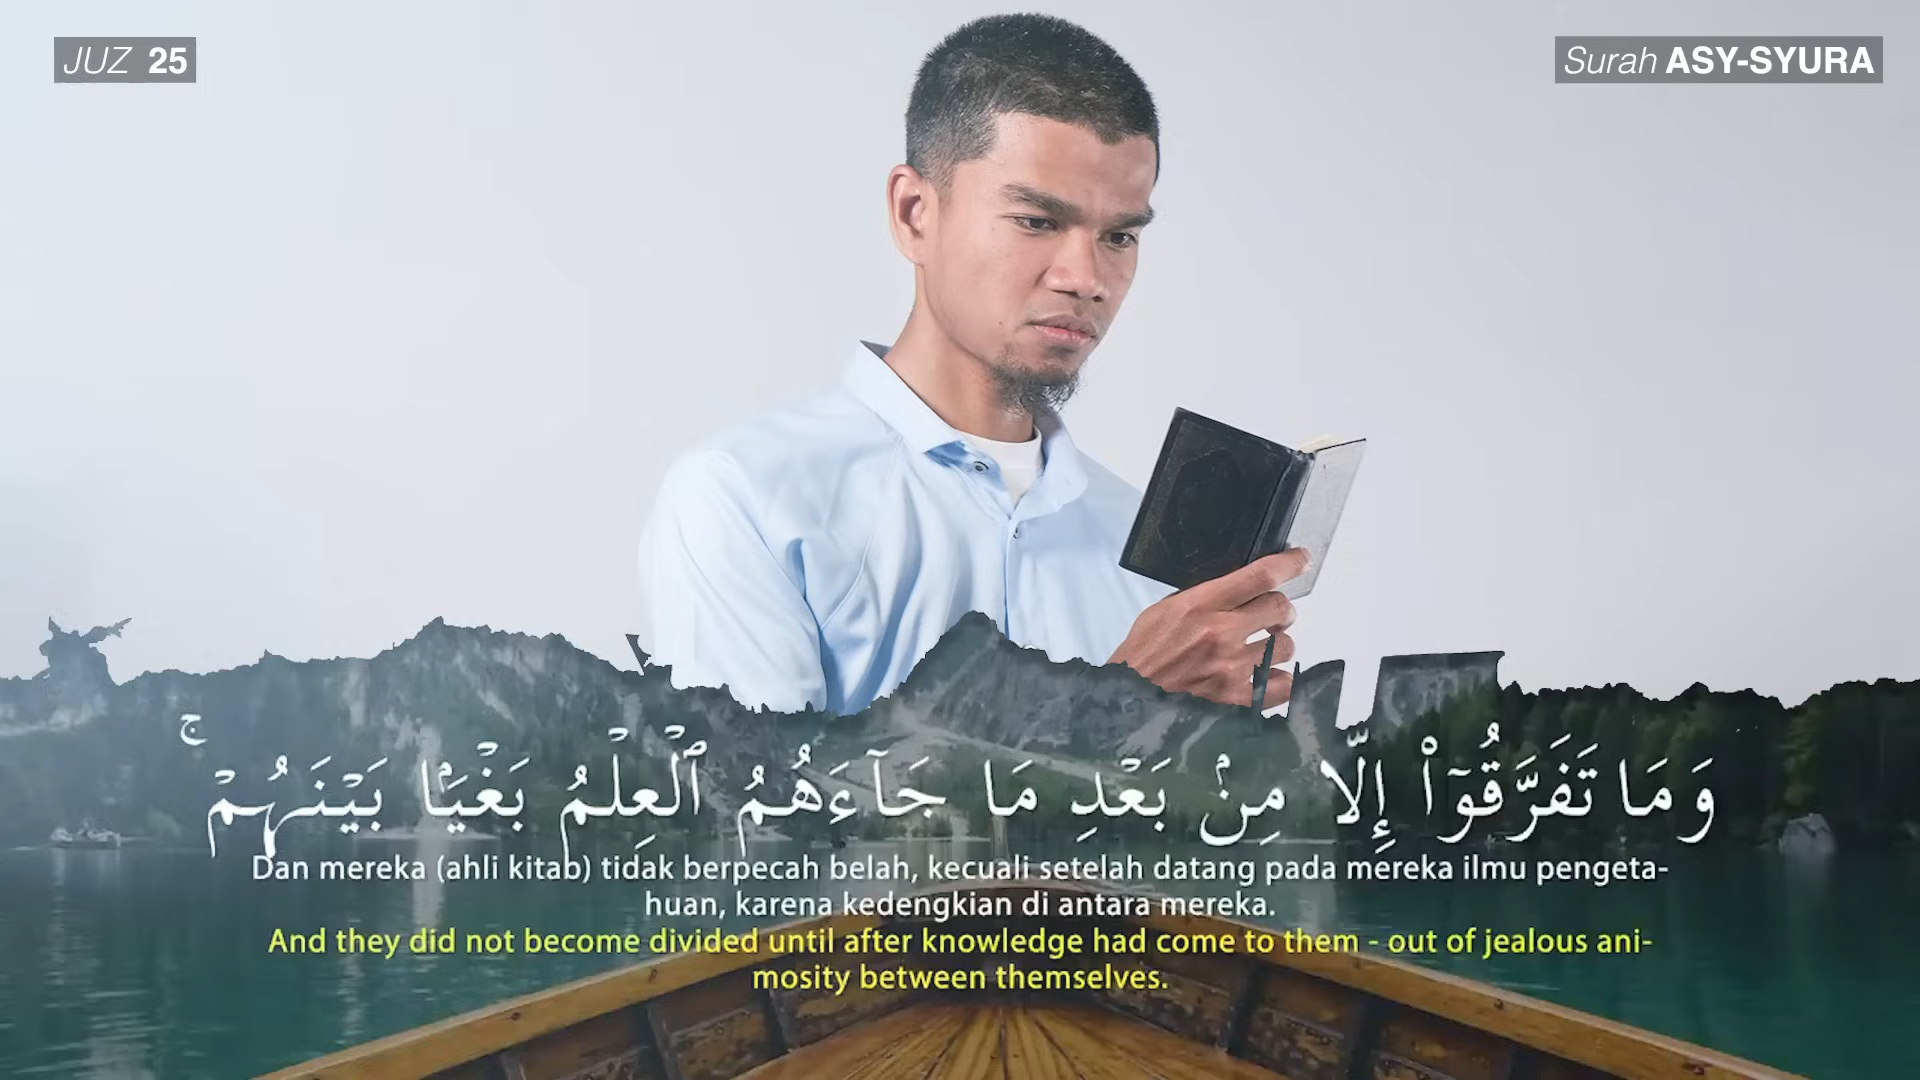 JUZ 25
Surah ASY-SYURA
وَمَا تَفَرَّقُوٓا۟ إِلَّا مِنۢ بَعْدِ مَا جَآءَهُمُ ٱلْعِلْمُ بَغْيًۢا بَيْنَهُمْ ۚ
Dan mereka (ahli kitab) tidak berpecah belah, kecuali setelah datang pada mereka ilmu pengeta-
huan, karena kedengkian di antara mereka.
And they did not become divided until after knowledge had come to them - out of jealous ani-
mosity between themselves.